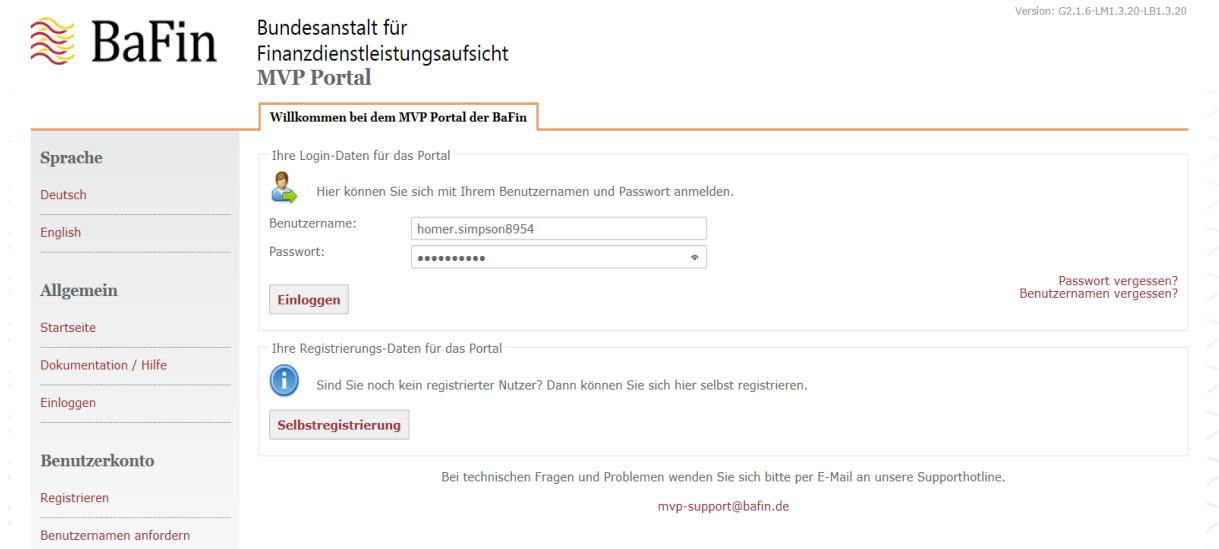 Version: G2.1.6-LM1.3.20-LB1.3.20
BaFin
Bundesanstalt für
Finanzdienstleistungsaufsicht
MVP Portal
Willkommen bei dem MVP Portal der BaFin
Sprache
Deutsch
English
Allgemein
Startseite
Dokumentation / Hilfe
Einloggen
Benutzerkonto
Registrieren
Benutzernamen anfordern
Ihre Login-Daten für das Portal
Hier können Sie sich mit Ihrem Benutzernamen und Passwort anmelden.
Benutzername:
homer.simpson8954
Passwort:
••••••••••
Passwort vergessen?
Benutzernamen vergessen?
Einloggen
Ihre Registrierungs-Daten für das Portal
Sind Sie noch kein registrierter Nutzer? Dann können Sie sich hier selbst registrieren.
Selbstregistrierung
Bei technischen Fragen und Problemen wenden Sie sich bitte per E-Mail an unsere Supporthotline.
mvp-support@bafin.de